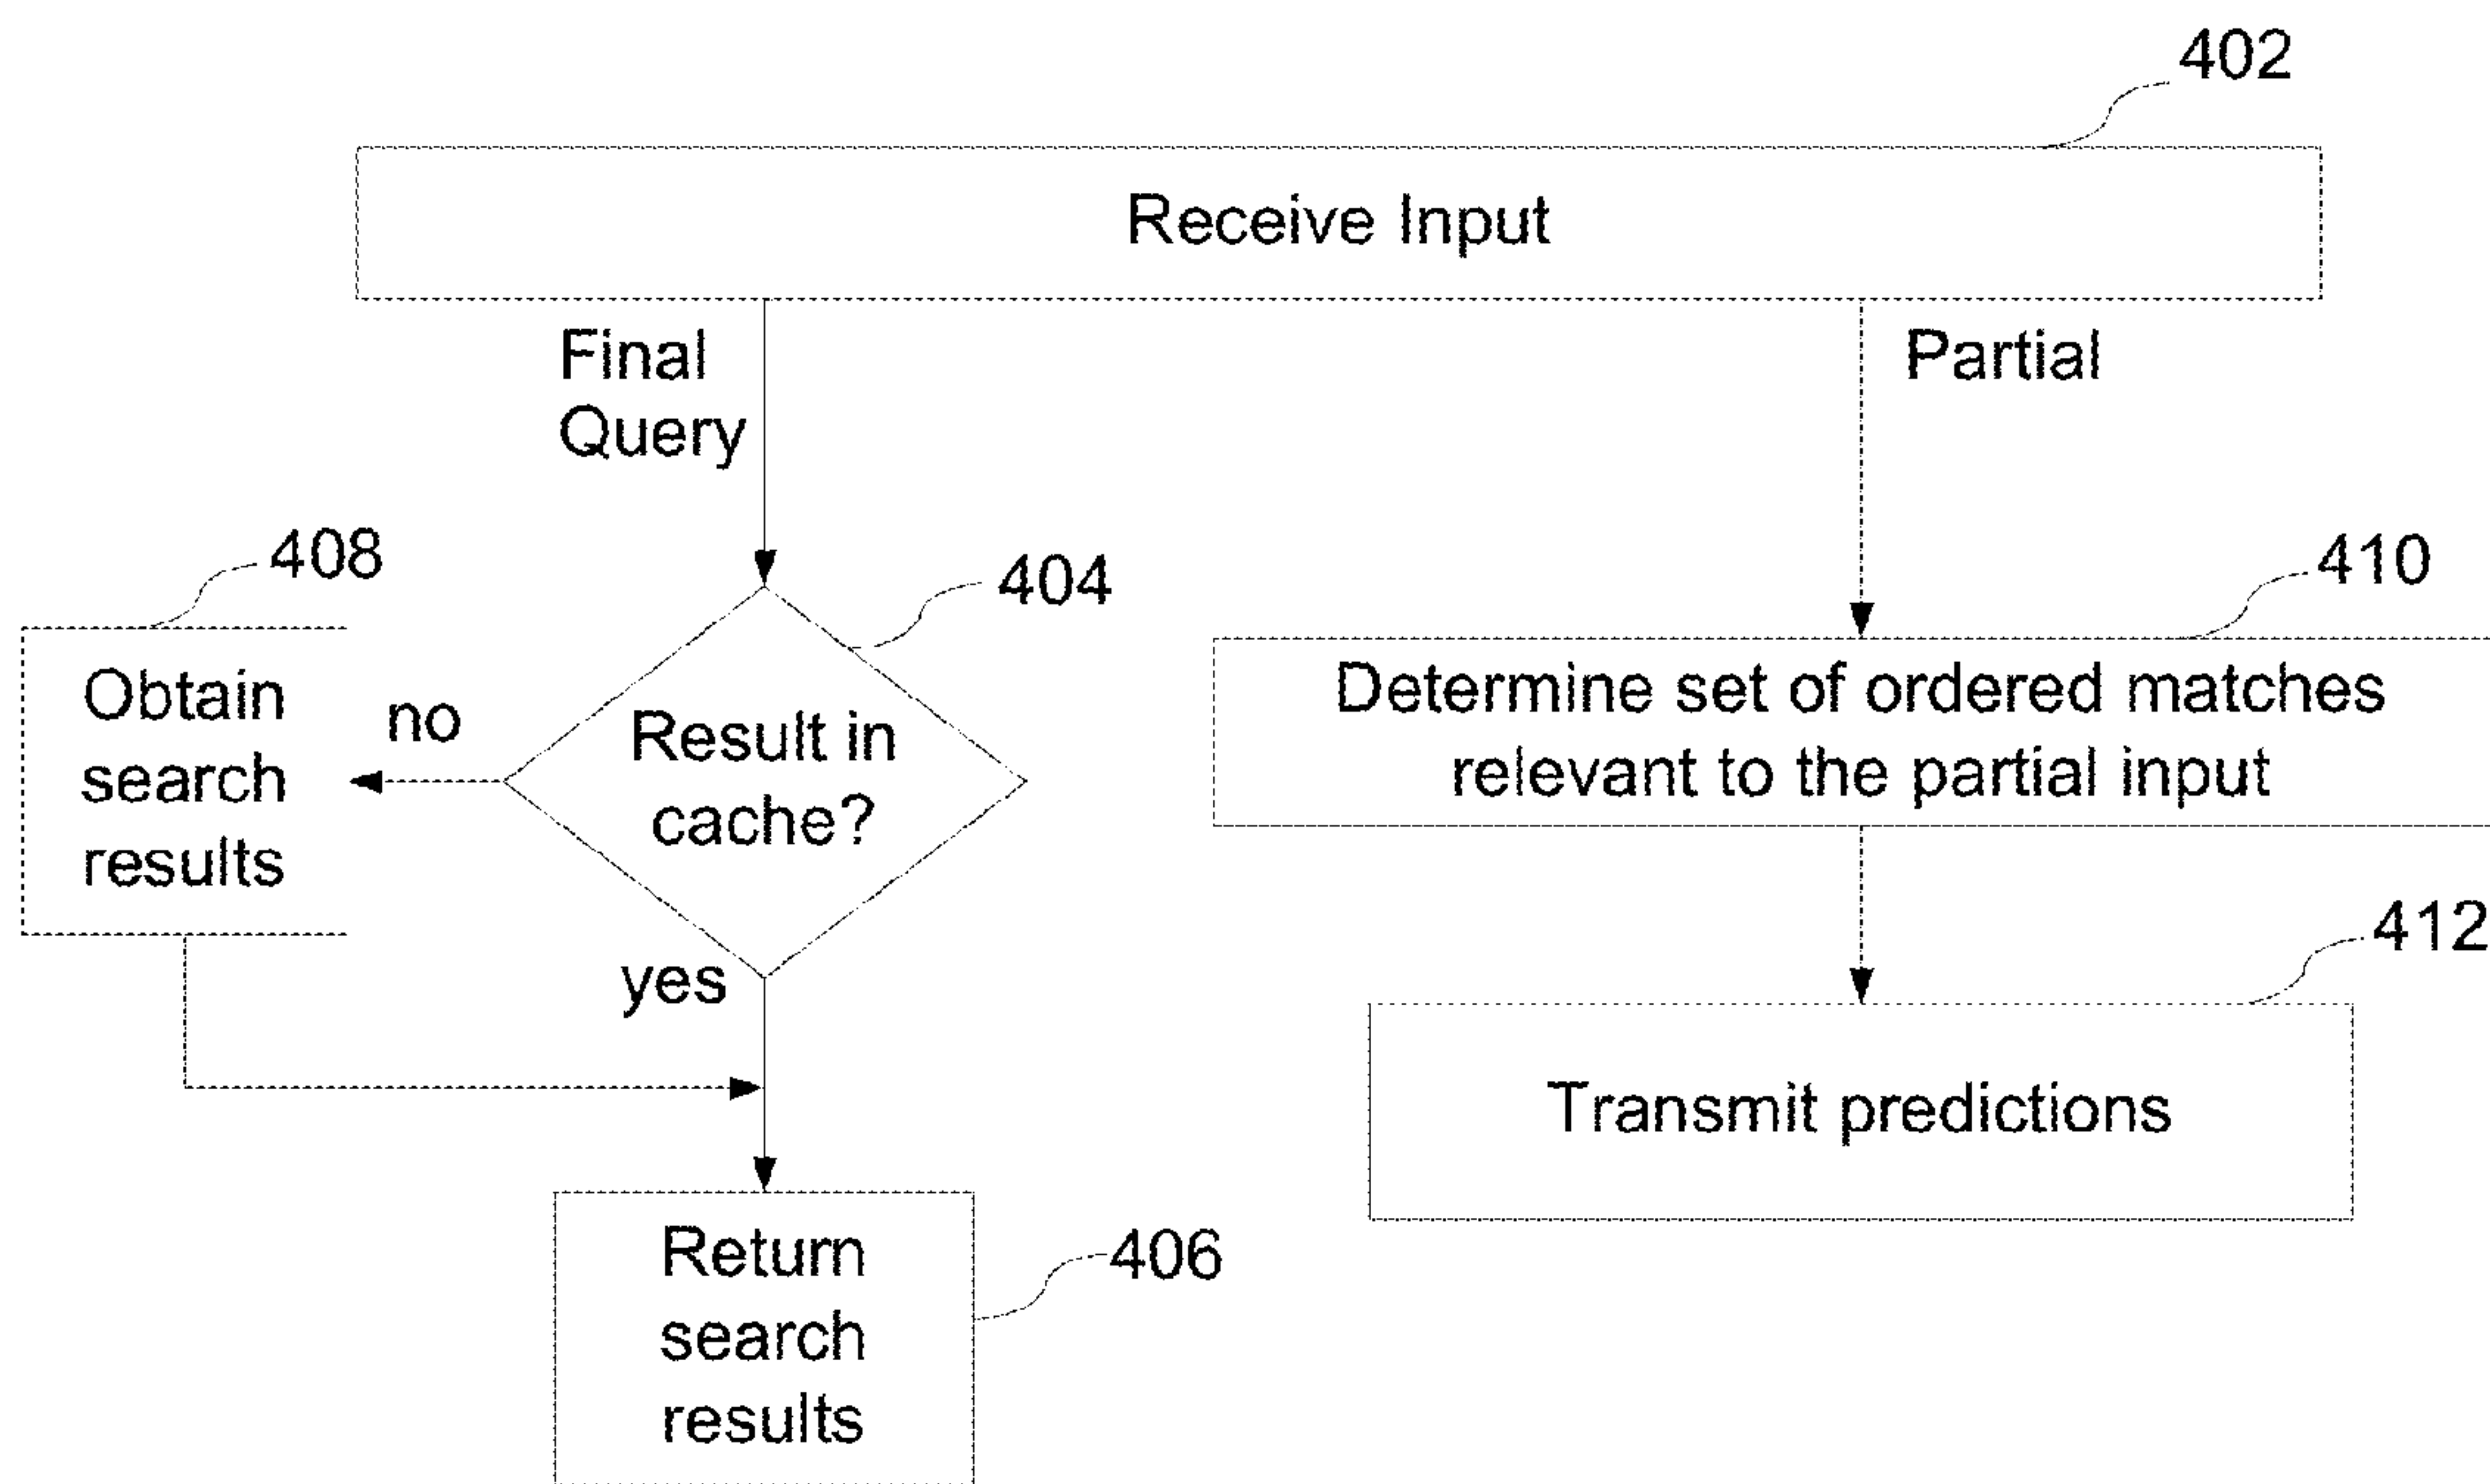 402
Receive Input
Final
Query
Partial
408
404
410
Obtain
search
results
no
Result in
cache?
Determine set of ordered matches
relevant to the partial input
yes
412
Transmit predictions
Return
search
results
406